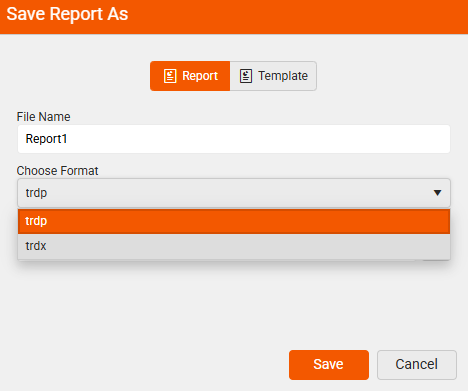 Save Report As
Report Template
File Name
Report1
Choose Format
trdp
trdp
trdx
Save Cancel